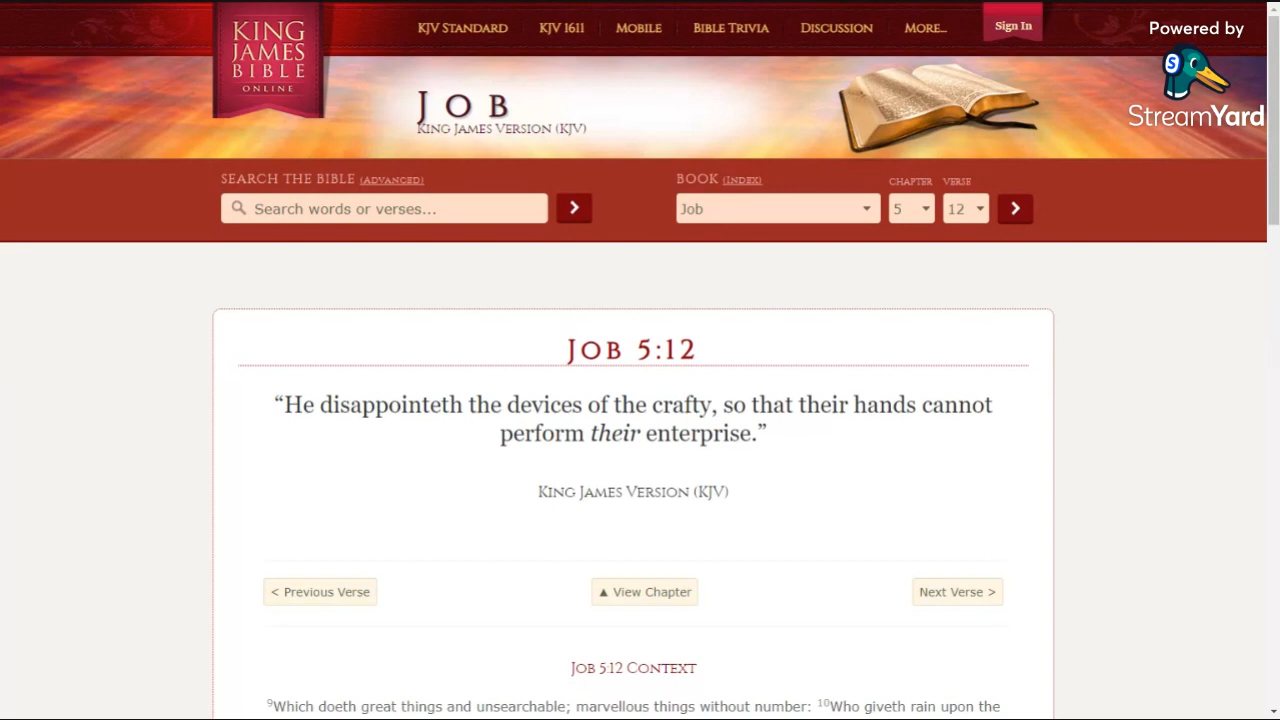 KING JAMES BIBLE ONLINE
KJV STANDARD KJV 1611 MOBILE BIBLE TRIVIA DISCUSSION MORE... Sign In
Powered by
StreamYard
JOB
KING JAMES VERSION (KJV)
SEARCH THE BIBLE (ADVANCED)
BOOK (INDEX) CHAPTER VERSE
Search words or verses...
Job 5 12
JOB 5:12
“He disappointeth the devices of the crafty, so that their hands cannot
perform their enterprise.”
KING JAMES VERSION (KJV)
< Previous Verse ▲ View Chapter Next Verse >
JOB 5:12 CONTEXT
9Which doeth great things and unsearchable; marvellous things without number: 10Who giveth rain upon the